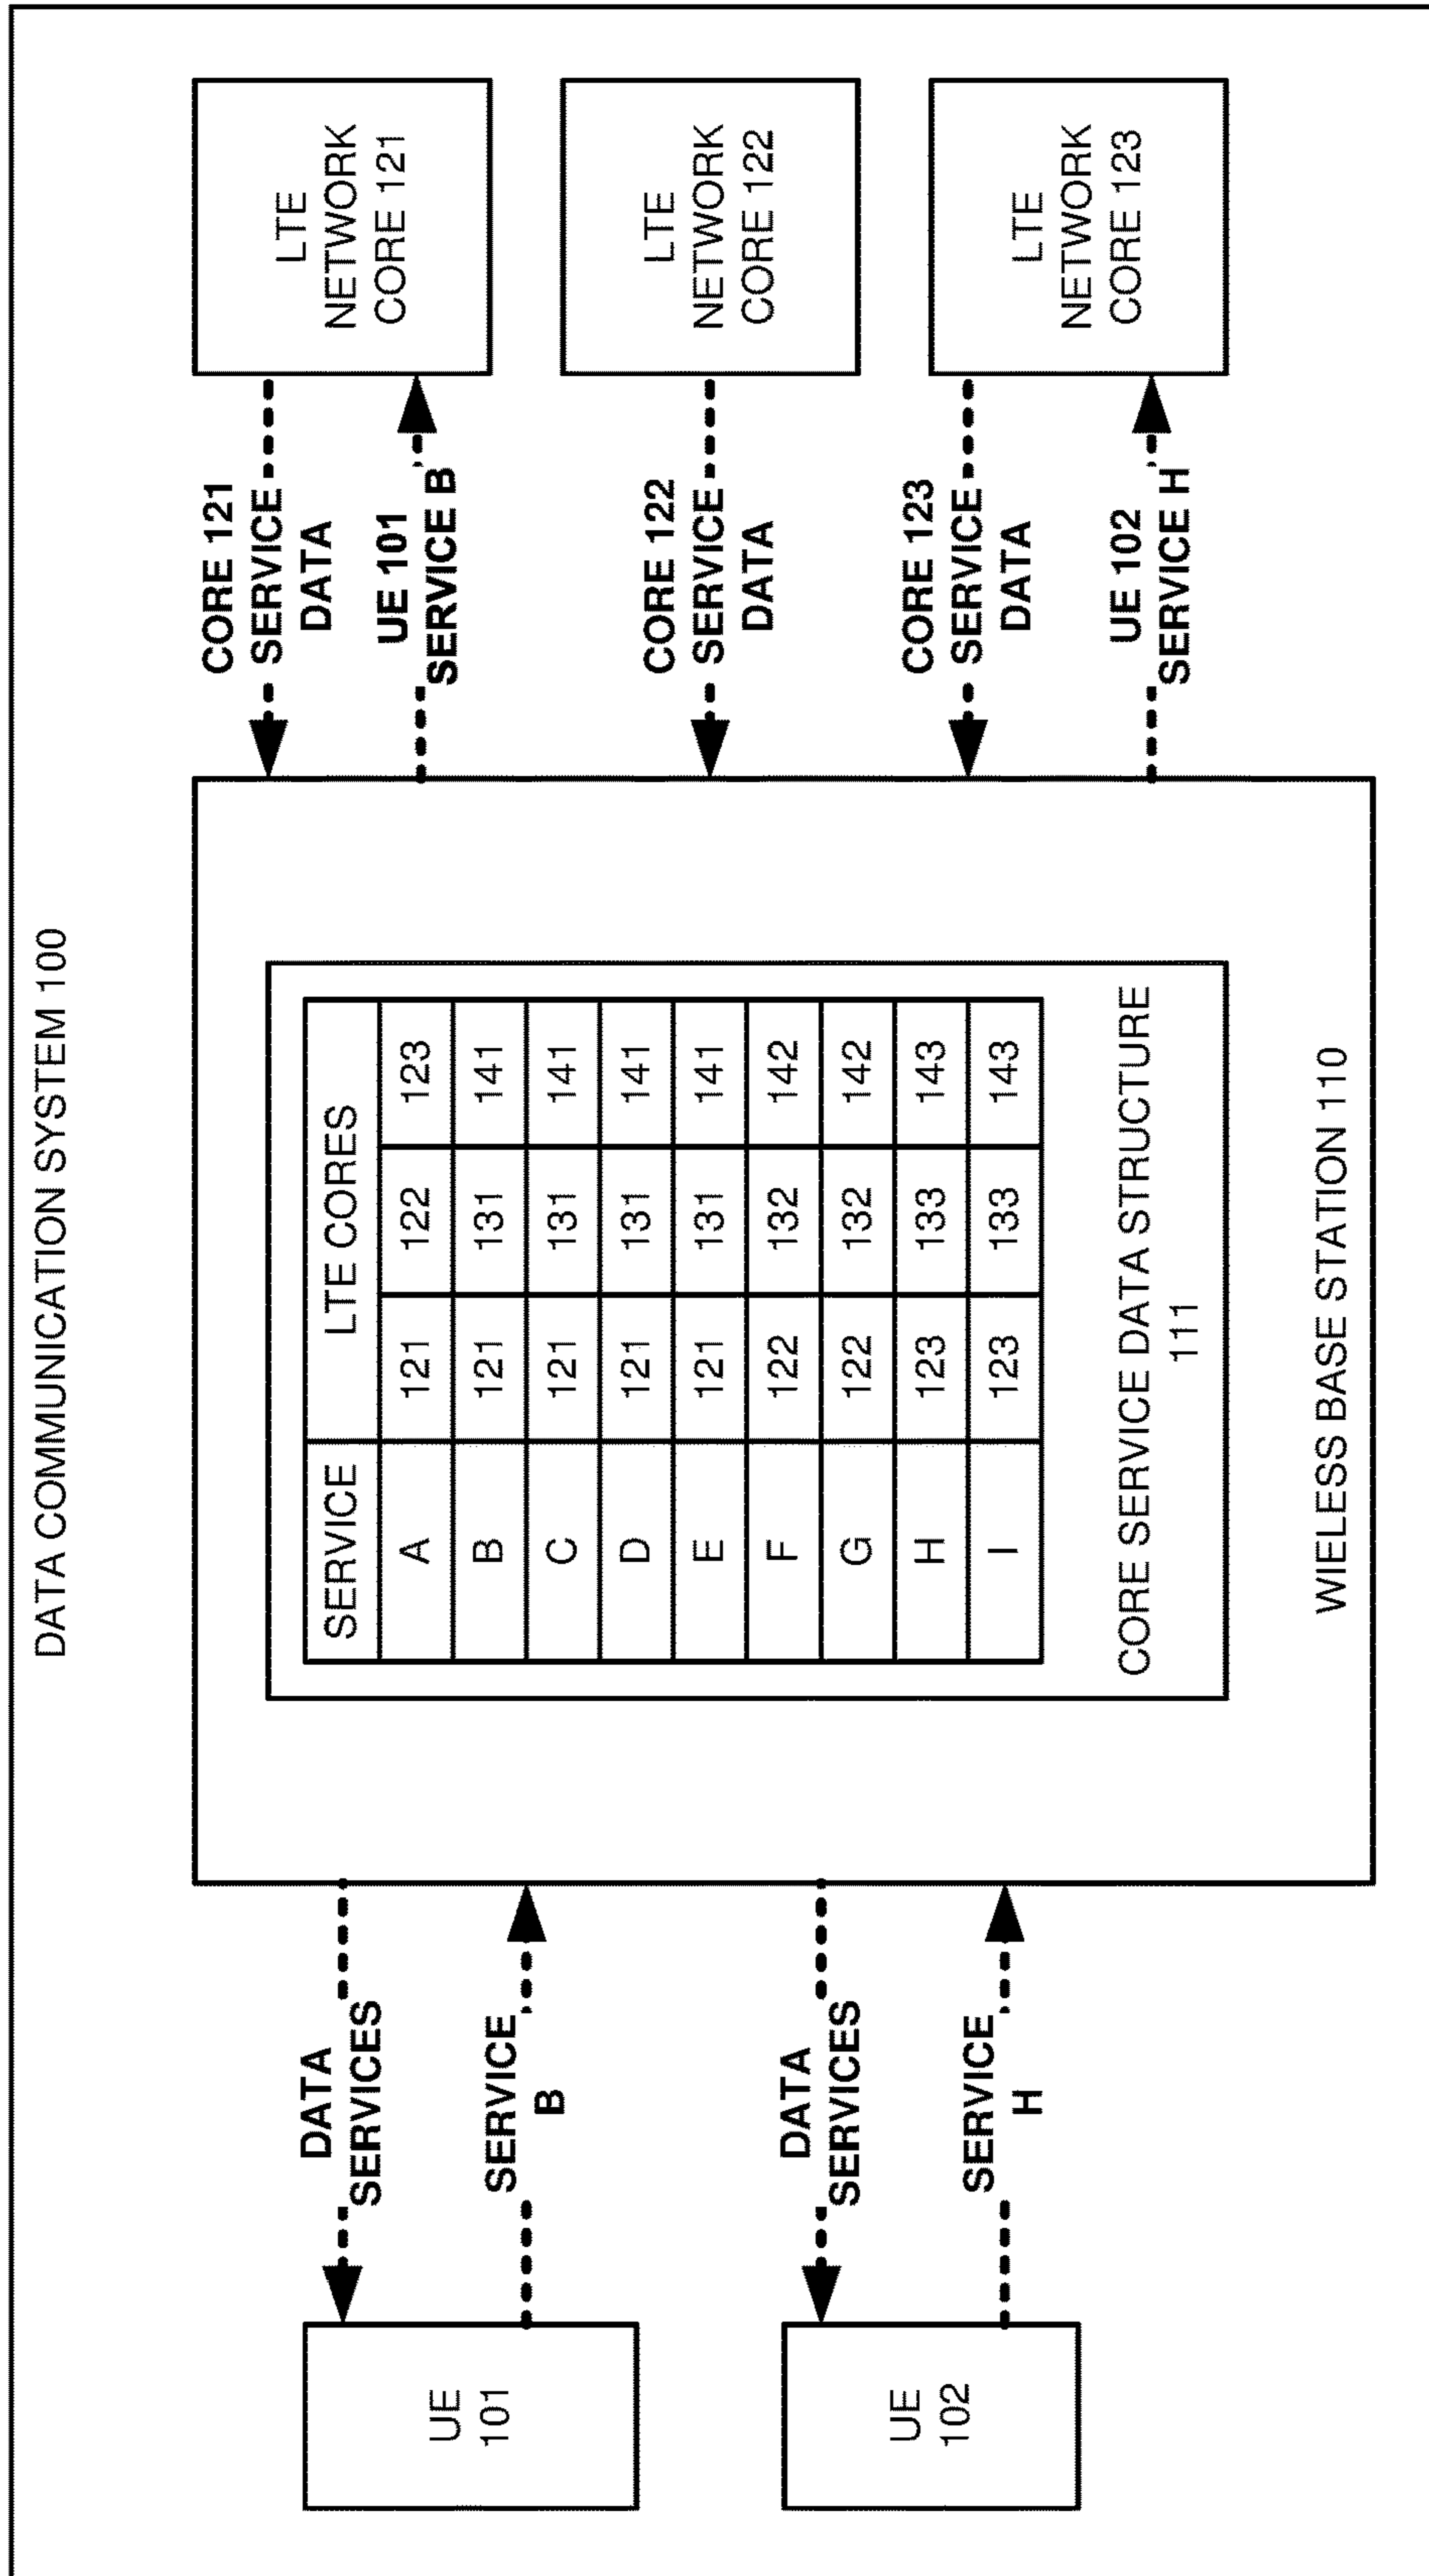 DATA COMMUNICATION SYSTEM 100
UE
101
DATA
SERVICES
SERVICE
B
UE
102
DATA
SERVICES
SERVICE
H
SERVICE LTE CORES
A 121 122 123
B 121 131 141
C 121 131 141
D 121 131 141
E 121 131 141
F 122 132 142
G 122 132 142
H 123 133 143
I 123 133 143
CORE SERVICE DATA STRUCTURE
111
WIELESS BASE STATION 110
CORE 121
SERVICE
DATA
UE 101
SERVICE B
CORE 122
SERVICE
DATA
CORE 123
SERVICE
DATA
UE 102
SERVICE H
LTE
NETWORK
CORE 121
LTE
NETWORK
CORE 122
LTE
NETWORK
CORE 123